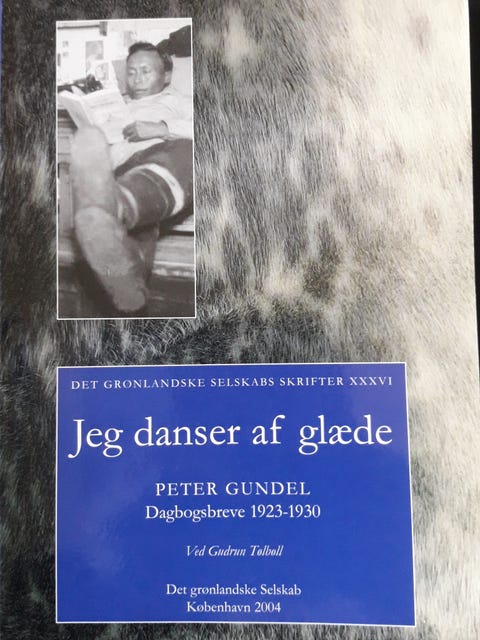 DET GRØNLANDSKE SELSKABS SKRIFTER XXXVI
Jeg danser af glæde
PETER GUNDEL
Dagbogsbreve 1923-1930
Ved Gudrun Tølbøll
Det grønlandske Selskab
København 2004